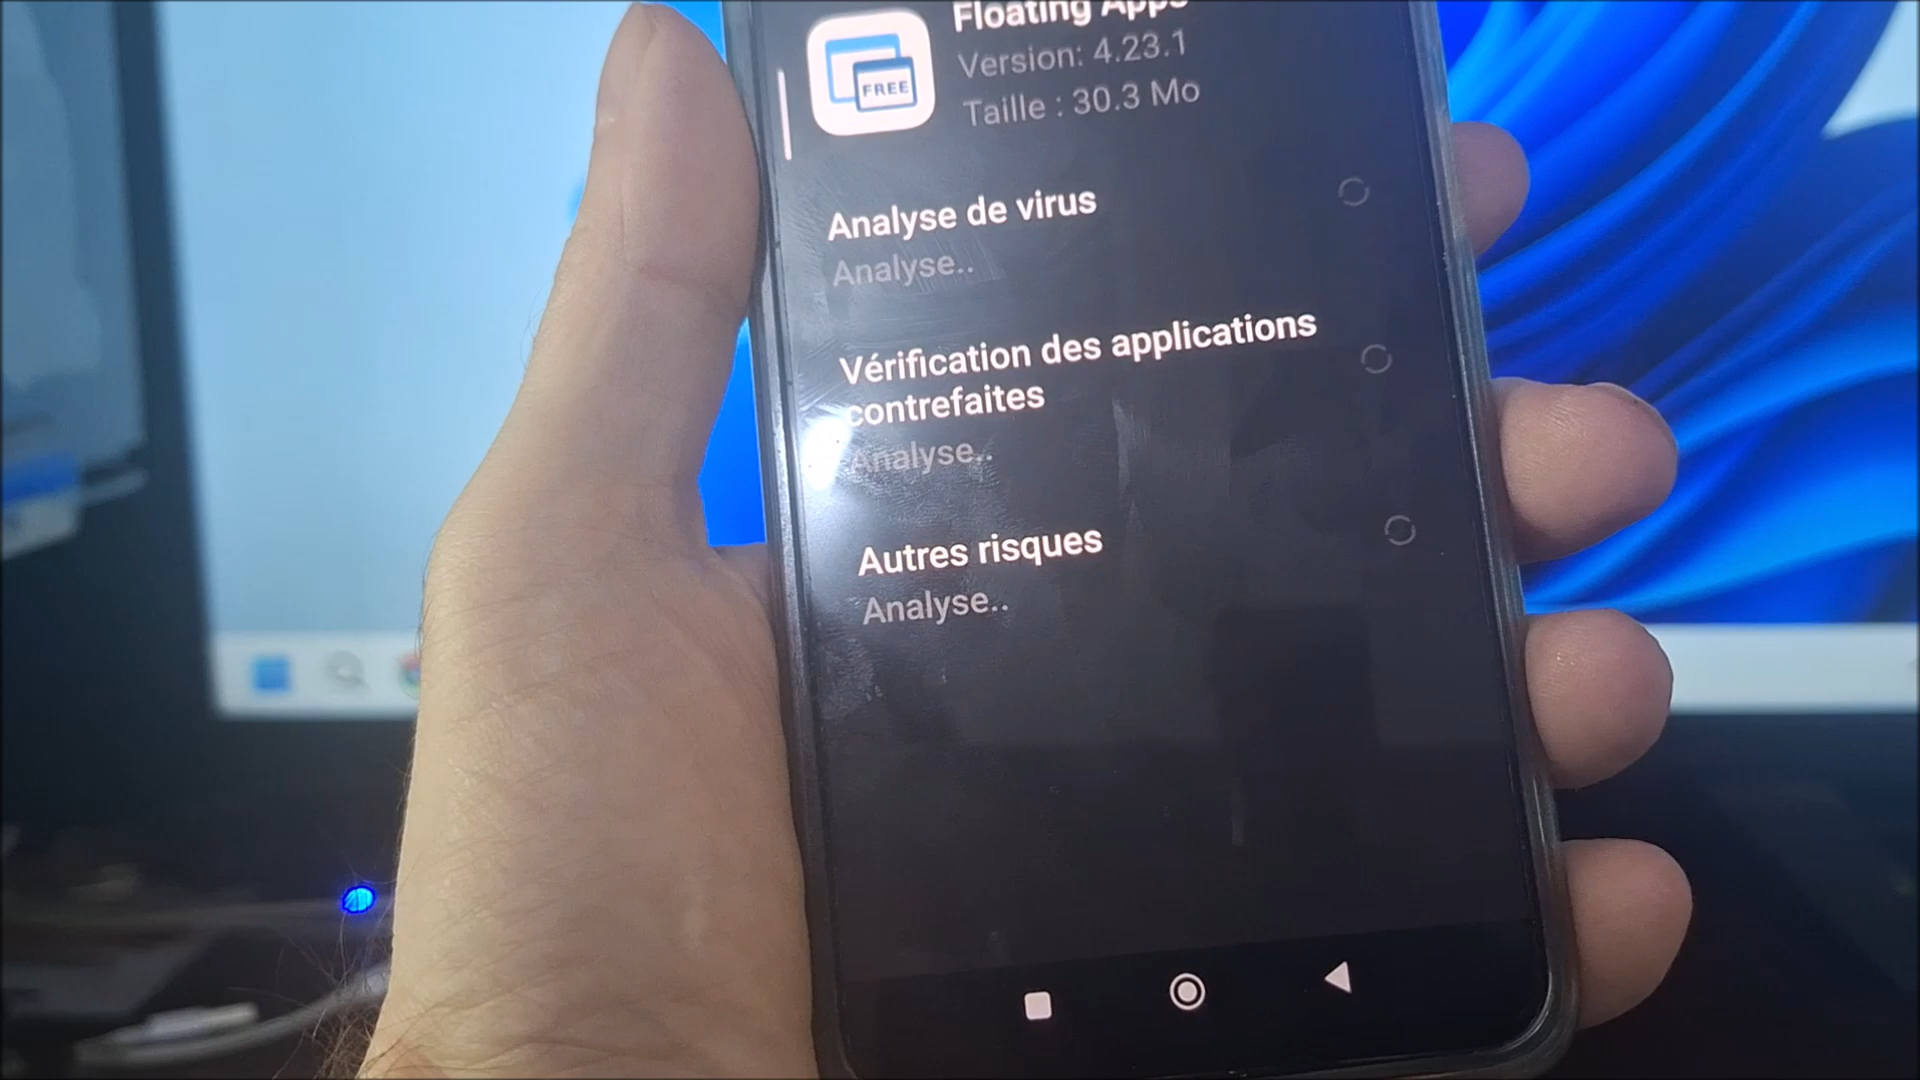 Floating Apps
Version: 4.23.1
Taille : 30.3 Mo
FREE
Analyse de virus
Analyse..
Vérification des applications
contrefaites
Analyse..
Autres risques
Analyse..